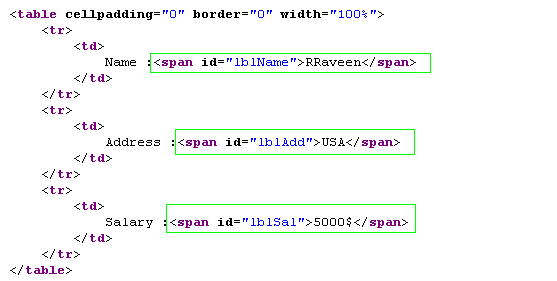 <table cellpadding="0" border="0" width="100%">
<tr>
<td>
Name :<span id="lblName">RRaveen</span>
</td>
</tr>
<tr>
<td>
Address :<span id="lblAdd">USA</span>
</td>
</tr>
<tr>
<td>
Salary :<span id="lblSal">5000$</span>
</td>
</tr>
</table>